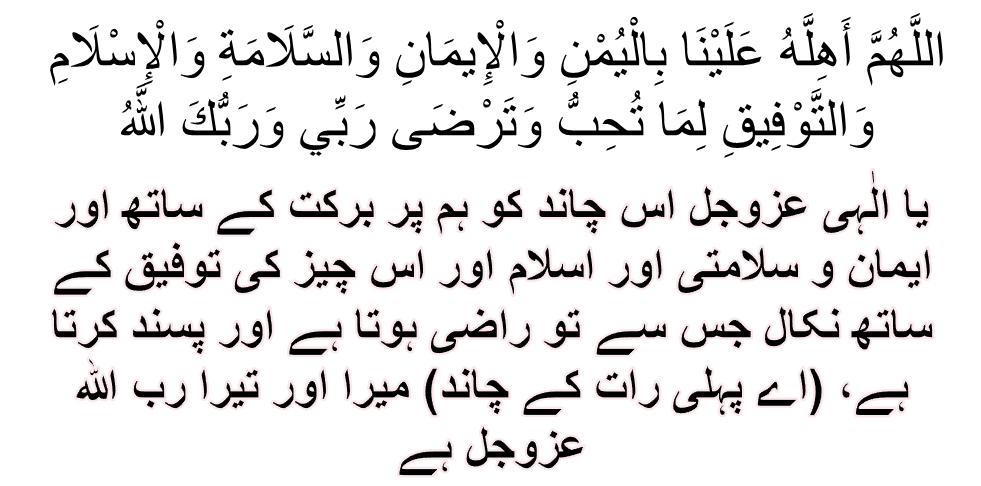 اللَّهُمَّ أَهِلَّهُ عَلَيْنَا بِالْيُمْنِ وَالْإِيمَانِ وَالسَّلَامَةِ وَالْإِسْلَامِ
وَالتَّوْفِيقِ لِمَا تُحِبُّ وَتَرْضَى رَبِّي وَرَبُّكَ اللَّهُ
یا الٰہی عزوجل اس چاند کو ہم پر برکت کے ساتھ اور
ایمان و سلامتی اور اسلام اور اس چیز کی توفیق کے
ساتھ نکال جس سے تو راضی ہوتا ہے اور پسند کرتا
ہے، (اے پہلی رات کے چاند) میرا اور تیرا رب الله
عزوجل ہے